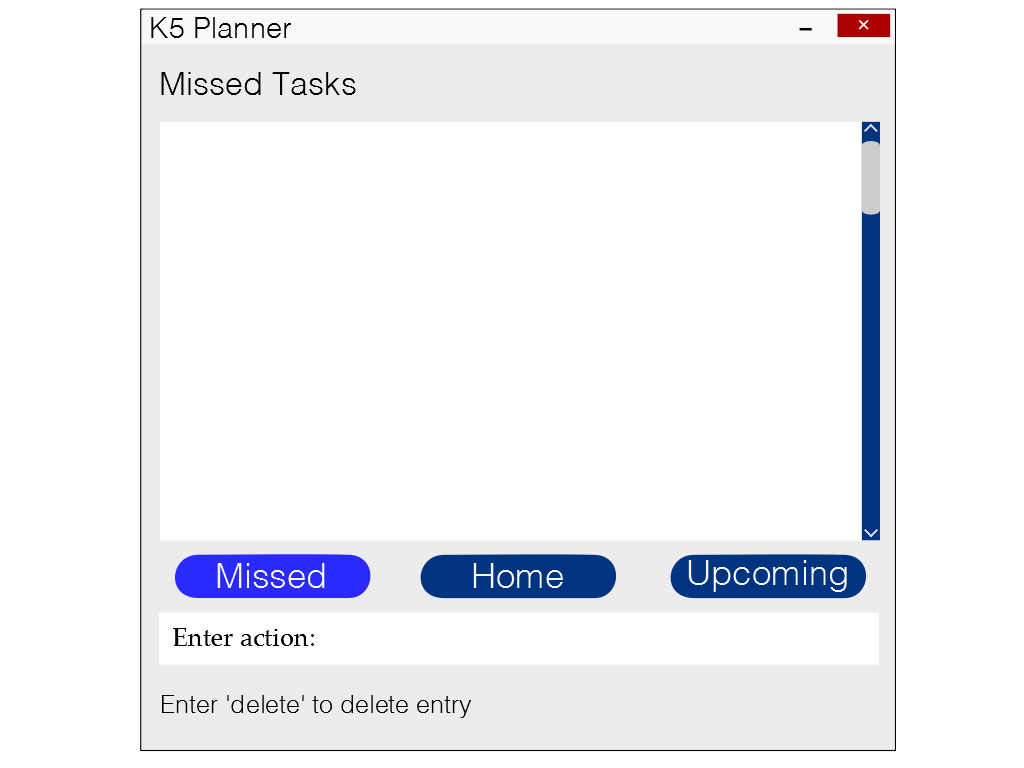 K5 Planner
Missed Tasks
Missed
Home
Upcoming
Enter action:
Enter 'delete' to delete entry